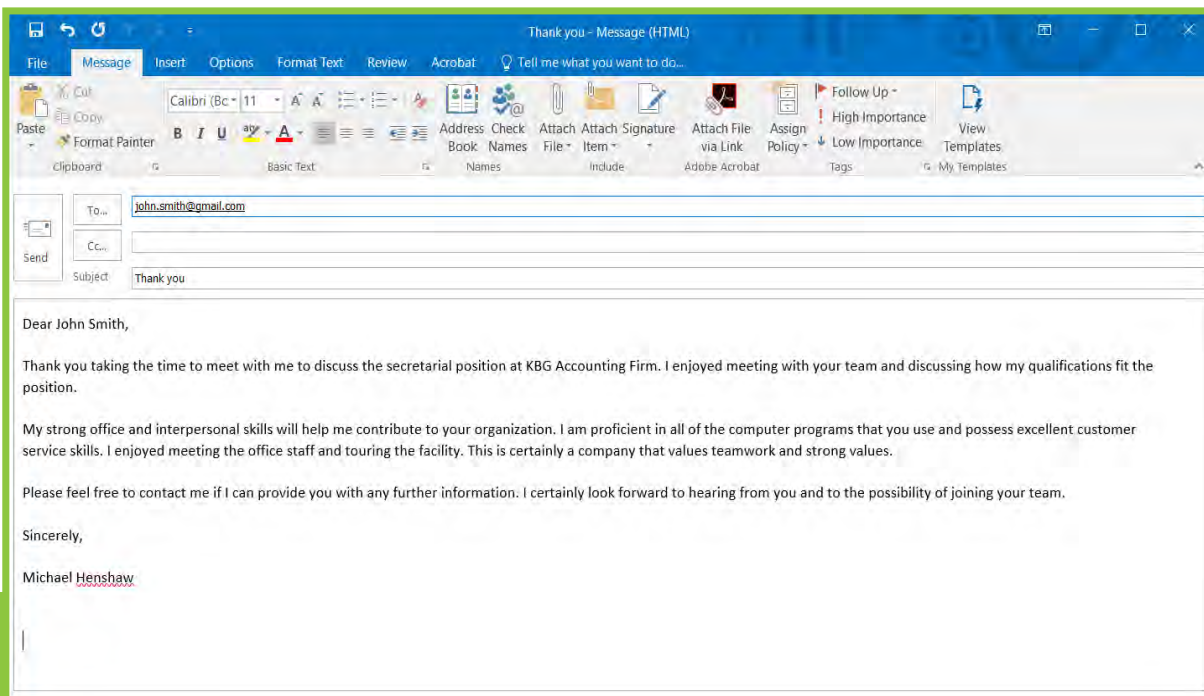 Thank you - Message (HTML)
File Message Insert Options Format Text Review Acrobat Tell me what you want to do...
Paste
Cut
Copy
Format Painter
Clipboard
Calibri (Bc 11
B I U
Basic Text
Address Book
Check Names
Names
Attach File
Attach Item
Signature
Include
Attach File via Link
Adobe Acrobat
Assign Policy
Follow Up
High Importance
Low Importance
Tags
View Templates
My Templates
Send
To... john.smith@gmail.com
Cc...
Subject Thank you
Dear John Smith,
Thank you taking the time to meet with me to discuss the secretarial position at KBG Accounting Firm. I enjoyed meeting with your team and discussing how my qualifications fit the
position.
My strong office and interpersonal skills will help me contribute to your organization. I am proficient in all of the computer programs that you use and possess excellent customer
service skills. I enjoyed meeting the office staff and touring the facility. This is certainly a company that values teamwork and strong values.
Please feel free to contact me if I can provide you with any further information. I certainly look forward to hearing from you and to the possibility of joining your team.
Sincerely,
Michael Henshaw